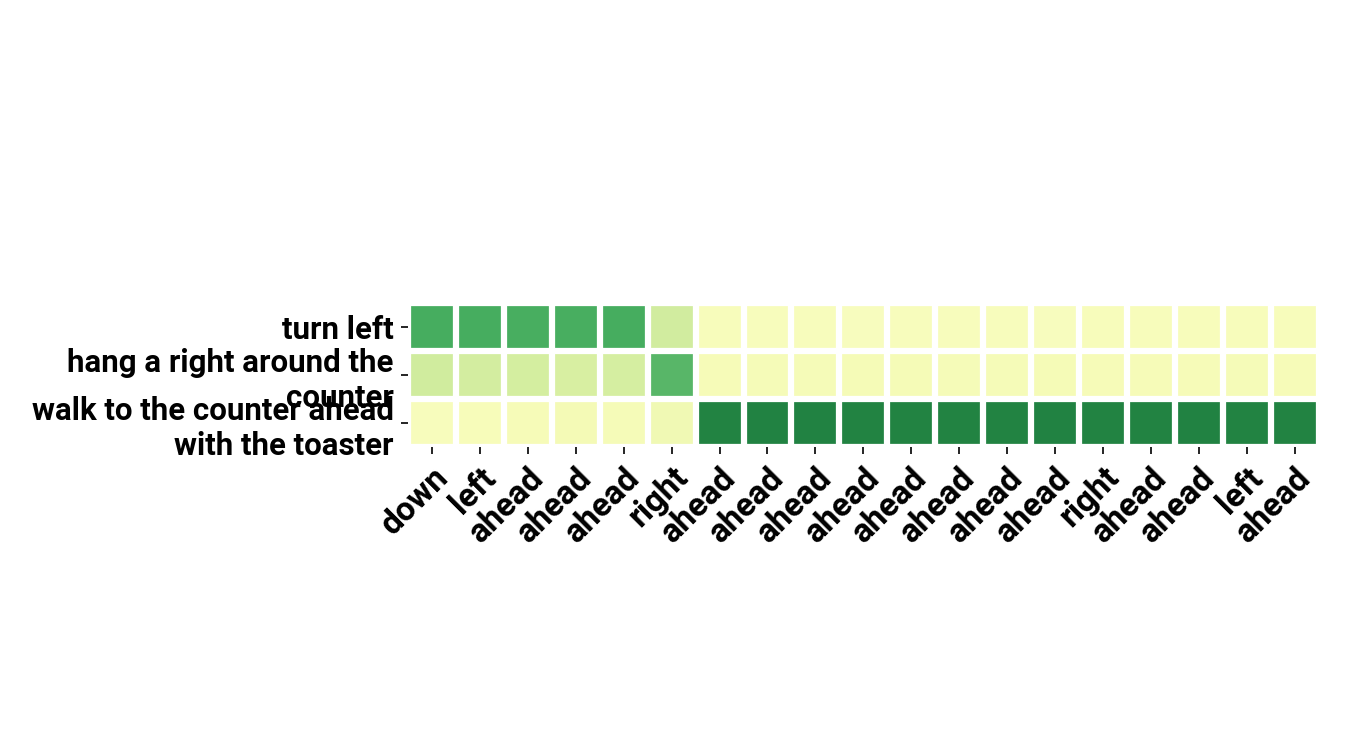 turn left
hang a right around the
counter
walk to the counter ahead
with the toaster
down
left
ahead
ahead
ahead
right
ahead
ahead
ahead
ahead
ahead
ahead
ahead
ahead
right
ahead
ahead
left
ahead